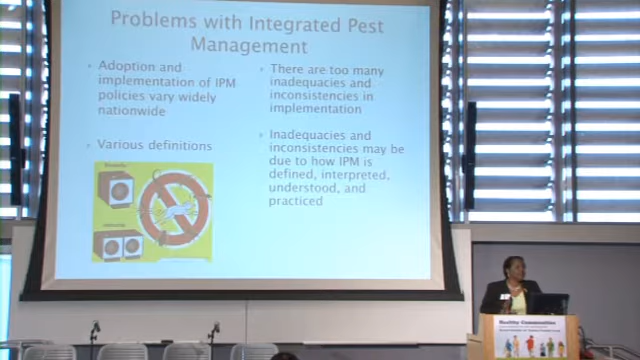 Problems with Integrated Pest
Management
Adoption and
implementation of IPM
policies vary widely
nationwide
Various definitions
There are too many
inadequacies and
inconsistencies in
implementation
Inadequacies and
inconsistencies may be
due to how IPM is
defined, interpreted,
understood, and
practiced
Healthy Communities